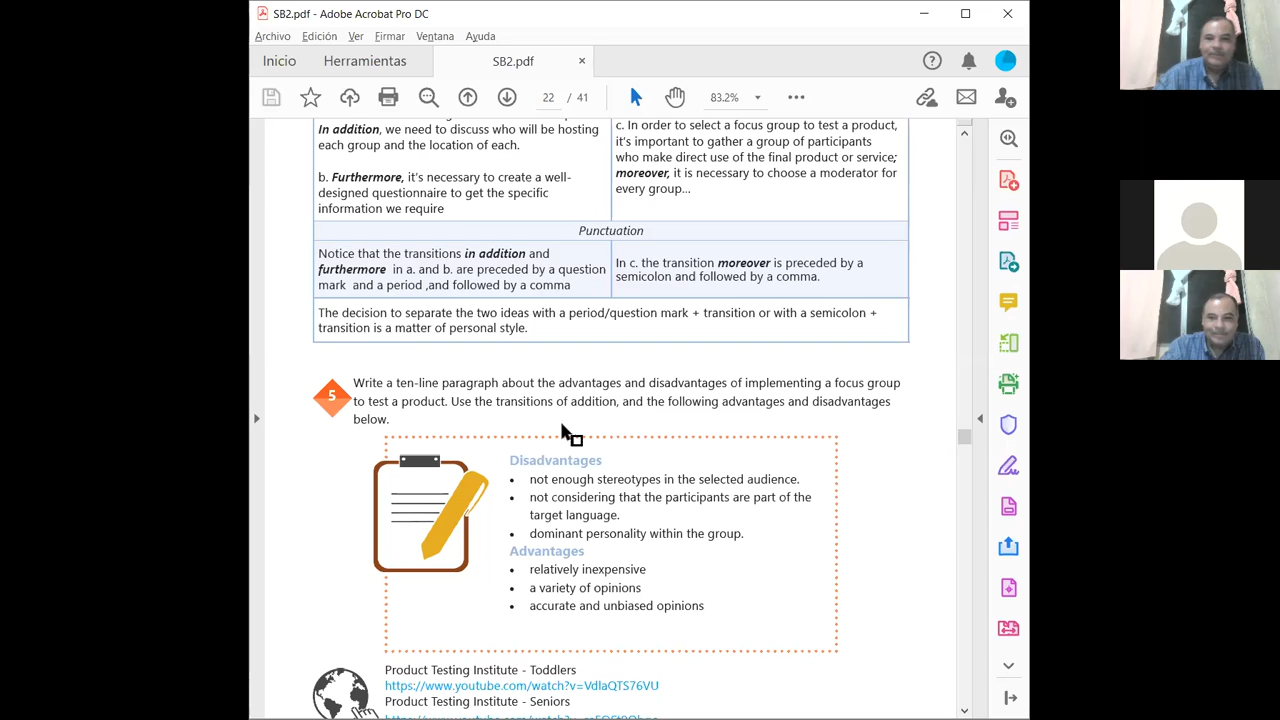 SB2.pdf - Adobe Acrobat Pro DC
Archivo Edición Ver Firmar Ventana Ayuda
Inicio Herramientas SB2.pdf
22 / 41 83.2%
In addition, we need to discuss who will be hosting
each group and the location of each.
b. Furthermore, it's necessary to create a well-
designed questionnaire to get the specific
information we require
c. In order to select a focus group to test a product,
it's important to gather a group of participants
who make direct use of the final product or service;
moreover, it is necessary to choose a moderator for
every group...
Punctuation
Notice that the transitions in addition and
furthermore in a. and b. are preceded by a question
mark and a period ,and followed by a comma
In c. the transition moreover is preceded by a
semicolon and followed by a comma.
The decision to separate the two ideas with a period/question mark + transition or with a semicolon +
transition is a matter of personal style.
5
Write a ten-line paragraph about the advantages and disadvantages of implementing a focus group
to test a product. Use the transitions of addition, and the following advantages and disadvantages
below.
Disadvantages
• not enough stereotypes in the selected audience.
• not considering that the participants are part of the
target language.
• dominant personality within the group.
Advantages
• relatively inexpensive
• a variety of opinions
• accurate and unbiased opinions
Product Testing Institute - Toddlers
https://www.youtube.com/watch?v=VdlaQTS76VU
Product Testing Institute - Seniors